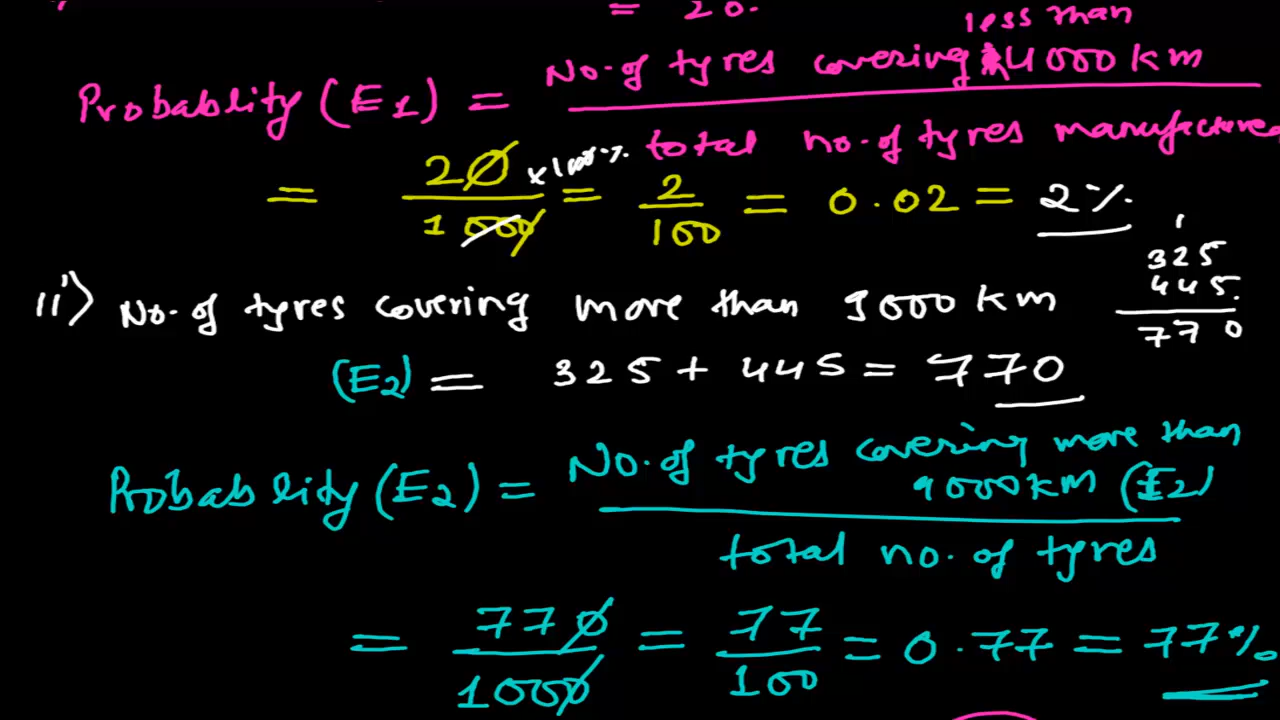 = 20.
less than
Probablity (E1) = No. of tyres covering 4000 km
total no. of tyres manufacture
= 20 / 1000 × 100 % = 2 / 100 = 0.02 = 2 %.
1
325
445.
770
ii) No. of tyres covering more than 9000 km
(E2) = 325 + 445 = 770
Probablity (E2) = No. of tyres covering more than
9000 km (E2)
total no. of tyres
= 770 / 1000 = 77 / 100 = 0.77 = 77 %